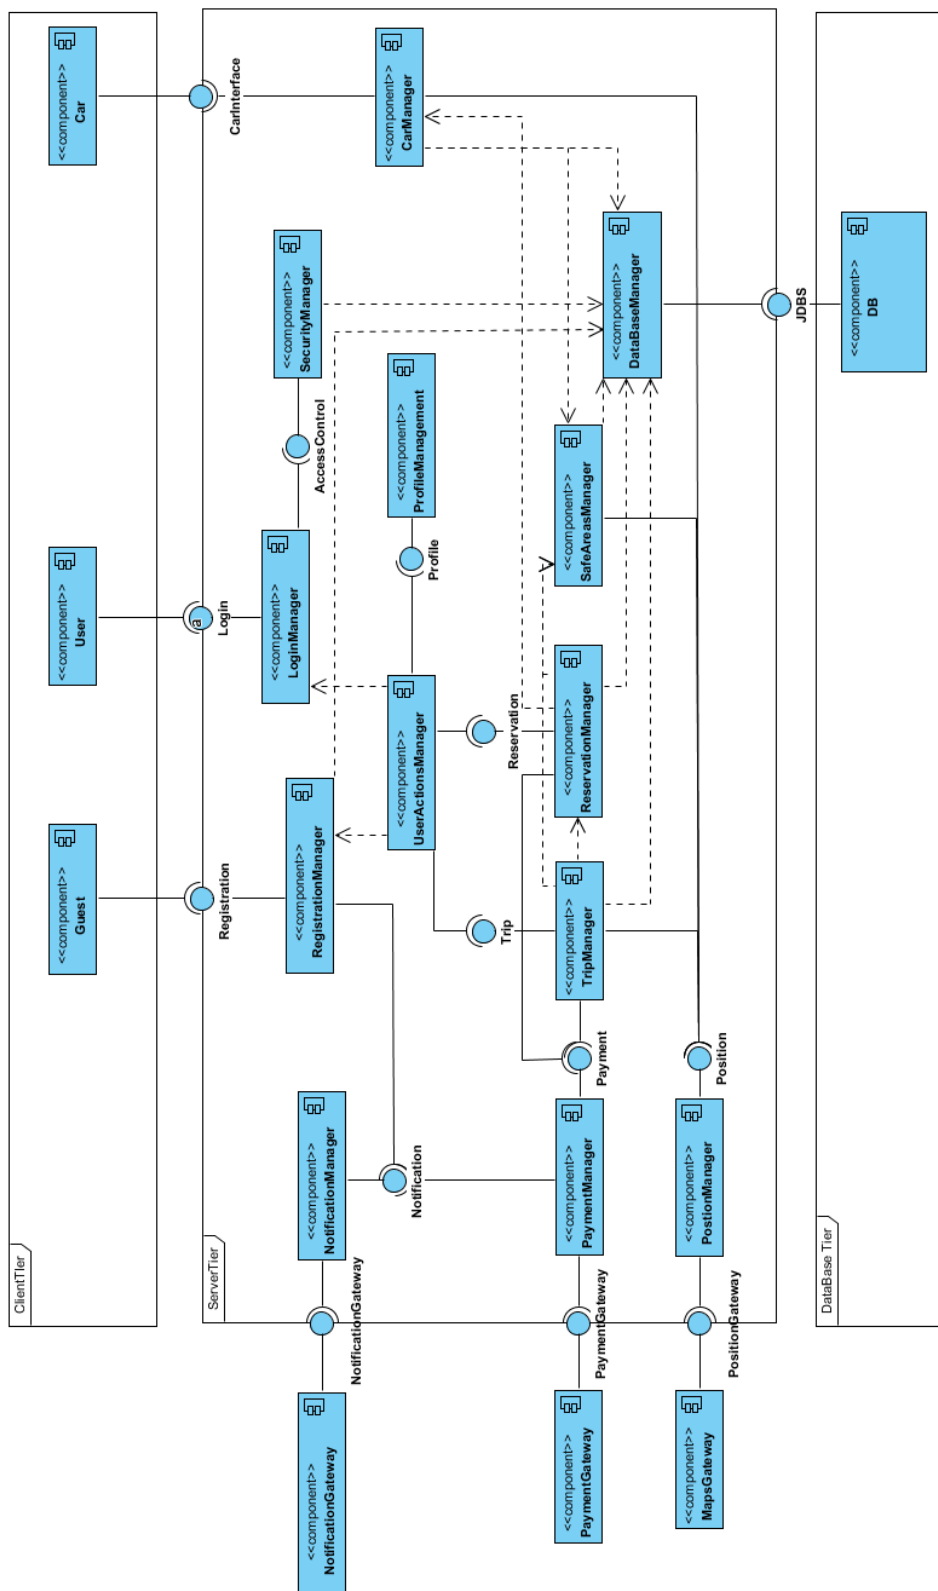 ClientTIer
<<component>>
Guest
<<component>>
User
<<component>>
Car
Registration
Login
a
CarInterface
ServerTier
<<component>>
NotificationGateway
NotificationGateway
<<component>>
NotificationManager
<<component>>
RegistrationManager
<<component>>
LoginManager
AccessControl
<<component>>
SecurityManager
Notification
<<component>>
UserActionsManager
Profile
<<component>>
ProfileManagement
<<component>>
CarManager
Trip
Reservation
<<component>>
PaymentGateway
PaymentGateway
<<component>>
PaymentManager
Payment
<<component>>
TripManager
<<component>>
ReservationManager
<<component>>
SafeAreasManager
<<component>>
DataBaseManager
<<component>>
MapsGateway
PositionGateway
<<component>>
PostionManager
Position
JDBS
DataBase Tier
<<component>>
DB